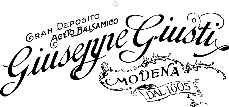 GRAN DEPOSITO
ACETO BALSAMICO
Giuseppe Giusti
MODENA
DAL 1605